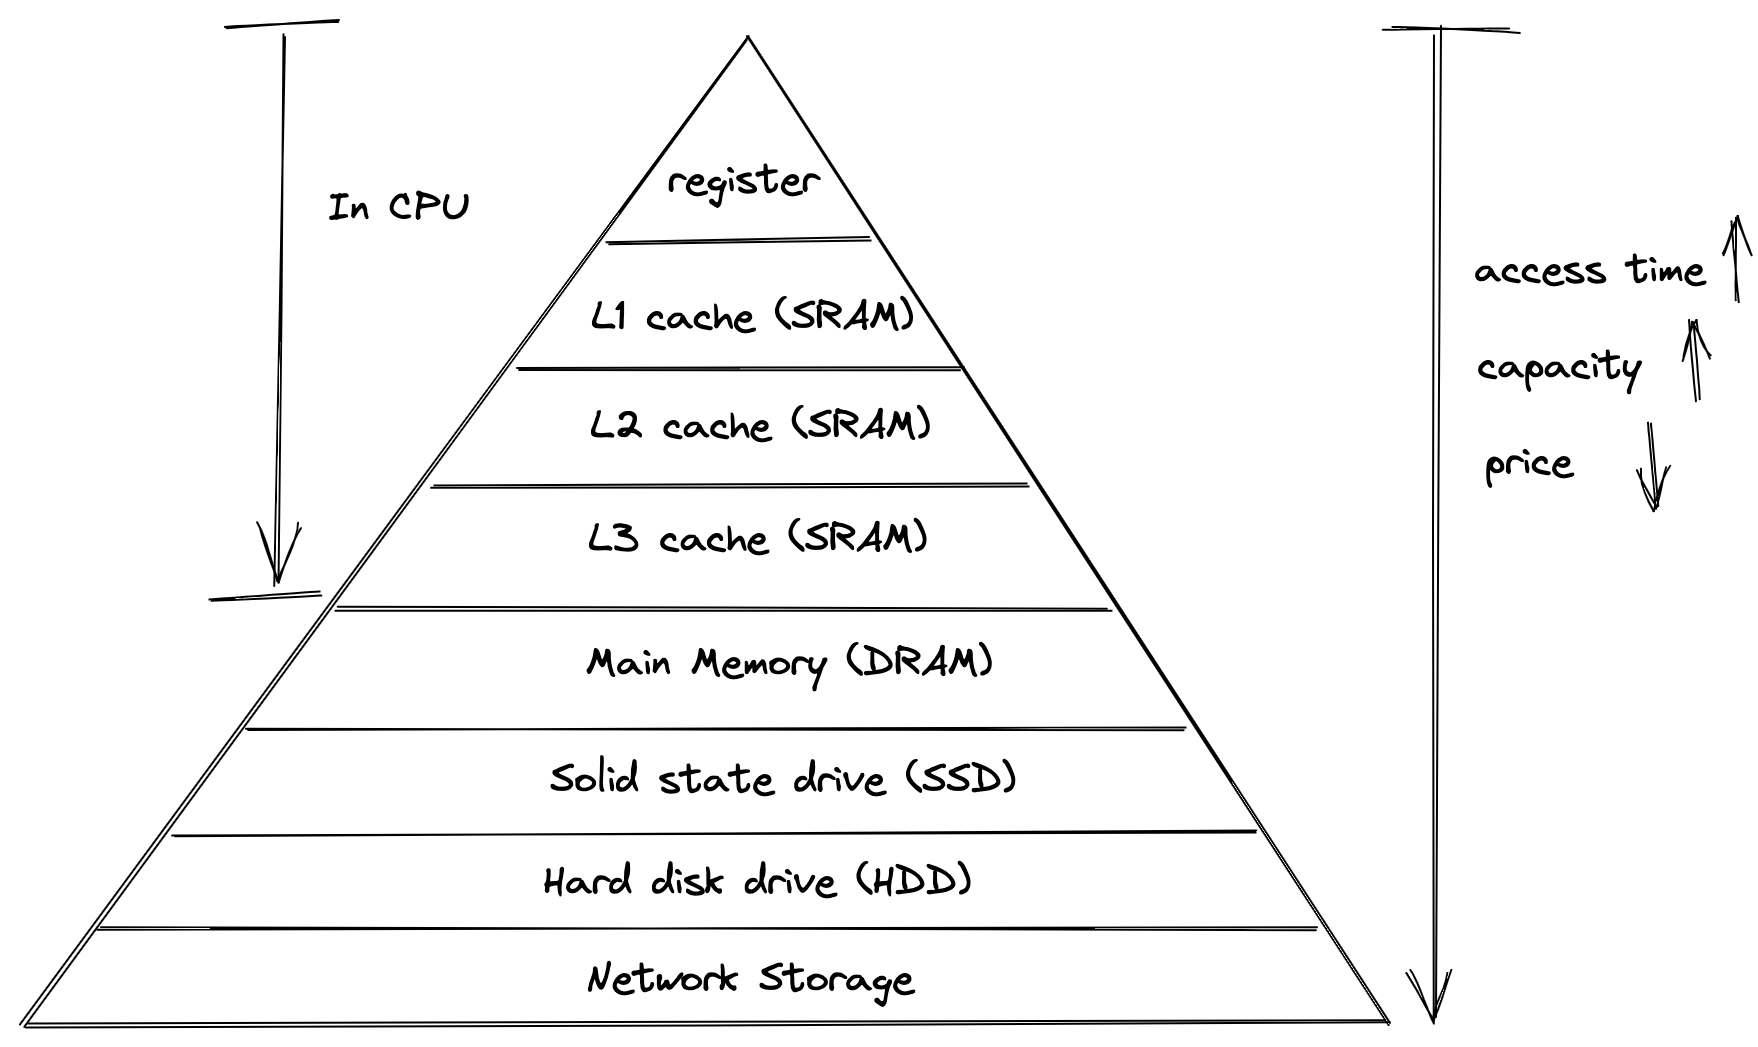 In CPU
register
L1 cache (SRAM)
L2 cache (SRAM)
L3 cache (SRAM)
Main Memory (DRAM)
Solid state drive (SSD)
Hard disk drive (HDD)
Network Storage
access time
capacity
price